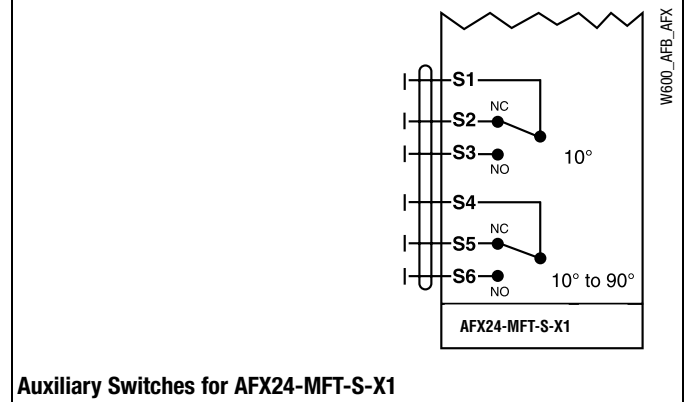 W600_AFB_AFX
S1
NC
S2
S3
NO
10°
S4
NC
S5
S6
NO
10° to 90°
AFX24-MFT-S-X1
Auxiliary Switches for AFX24-MFT-S-X1